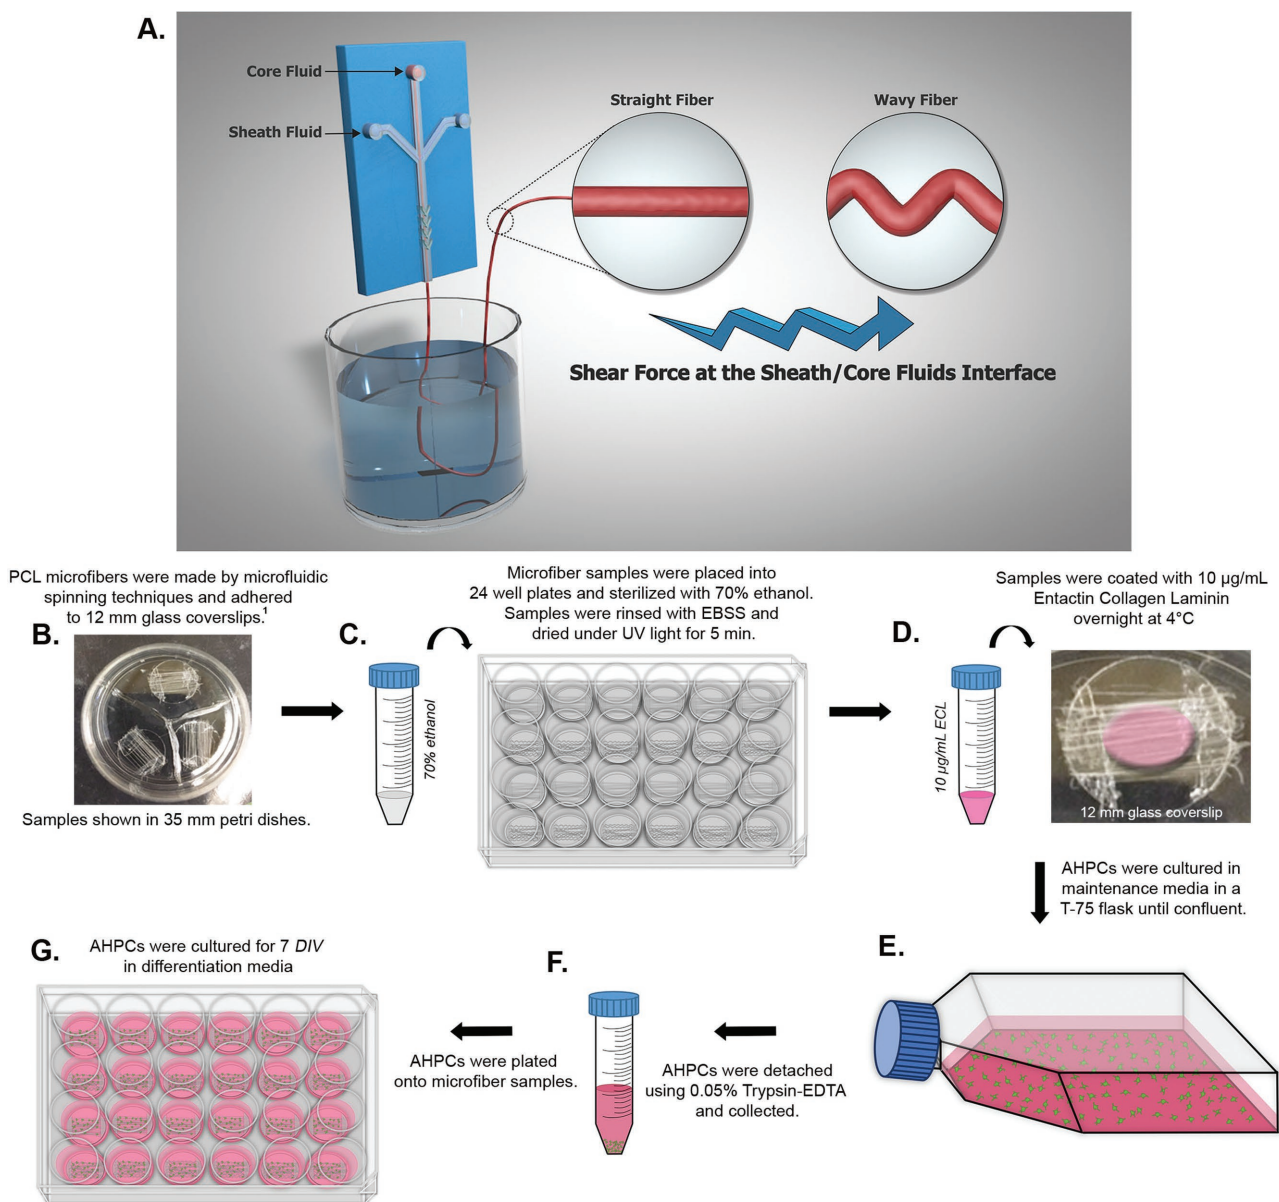 A.
Core Fluid
Sheath Fluid
Straight Fiber
Wavy Fiber
Shear Force at the Sheath/Core Fluids Interface
PCL microfibers were made by microfluidic
spinning techniques and adhered
to 12 mm glass coverslips.¹
B.
Samples shown in 35 mm petri dishes.
C.
Microfiber samples were placed into
24 well plates and sterilized with 70% ethanol.
Samples were rinsed with EBSS and
dried under UV light for 5 min.
70% ethanol
D.
Samples were coated with 10 µg/mL
Entactin Collagen Laminin
overnight at 4°C
10 µg/mL ECL
12 mm glass coverslip
AHPCs were cultured in
maintenance media in a
T-75 flask until confluent.
E.
F.
AHPCs were detached
using 0.05% Trypsin-EDTA
and collected.
AHPCs were plated
onto microfiber samples.
G.
AHPCs were cultured for 7 DIV
in differentiation media